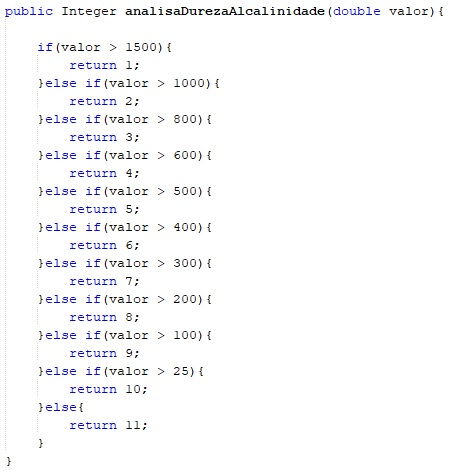 public Integer analisaDurezaAlcalinidade(double valor){
if(valor > 1500){
return 1;
}else if(valor > 1000){
return 2;
}else if(valor > 800){
return 3;
}else if(valor > 600){
return 4;
}else if(valor > 500){
return 5;
}else if(valor > 400){
return 6;
}else if(valor > 300){
return 7;
}else if(valor > 200){
return 8;
}else if(valor > 100){
return 9;
}else if(valor > 25){
return 10;
}else{
return 11;
}
}